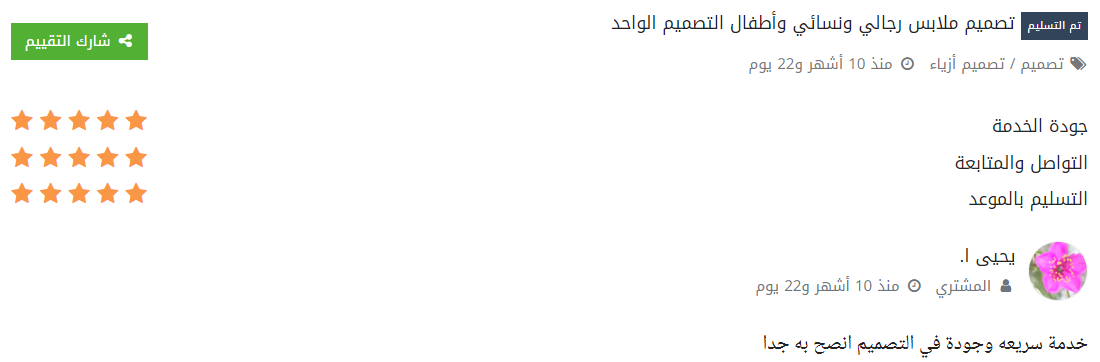 تم التسليم تصميم ملابس رجالي ونسائي وأطفال التصميم الواحد
شارك التقييم
تصميم / تصميم أزياء منذ 10 أشهر و22 يوم
جودة الخدمة
التواصل والمتابعة
التسليم بالموعد
يحيى ا.
المشتري منذ 10 أشهر و22 يوم
خدمة سريعه وجودة في التصميم انصح به جدا